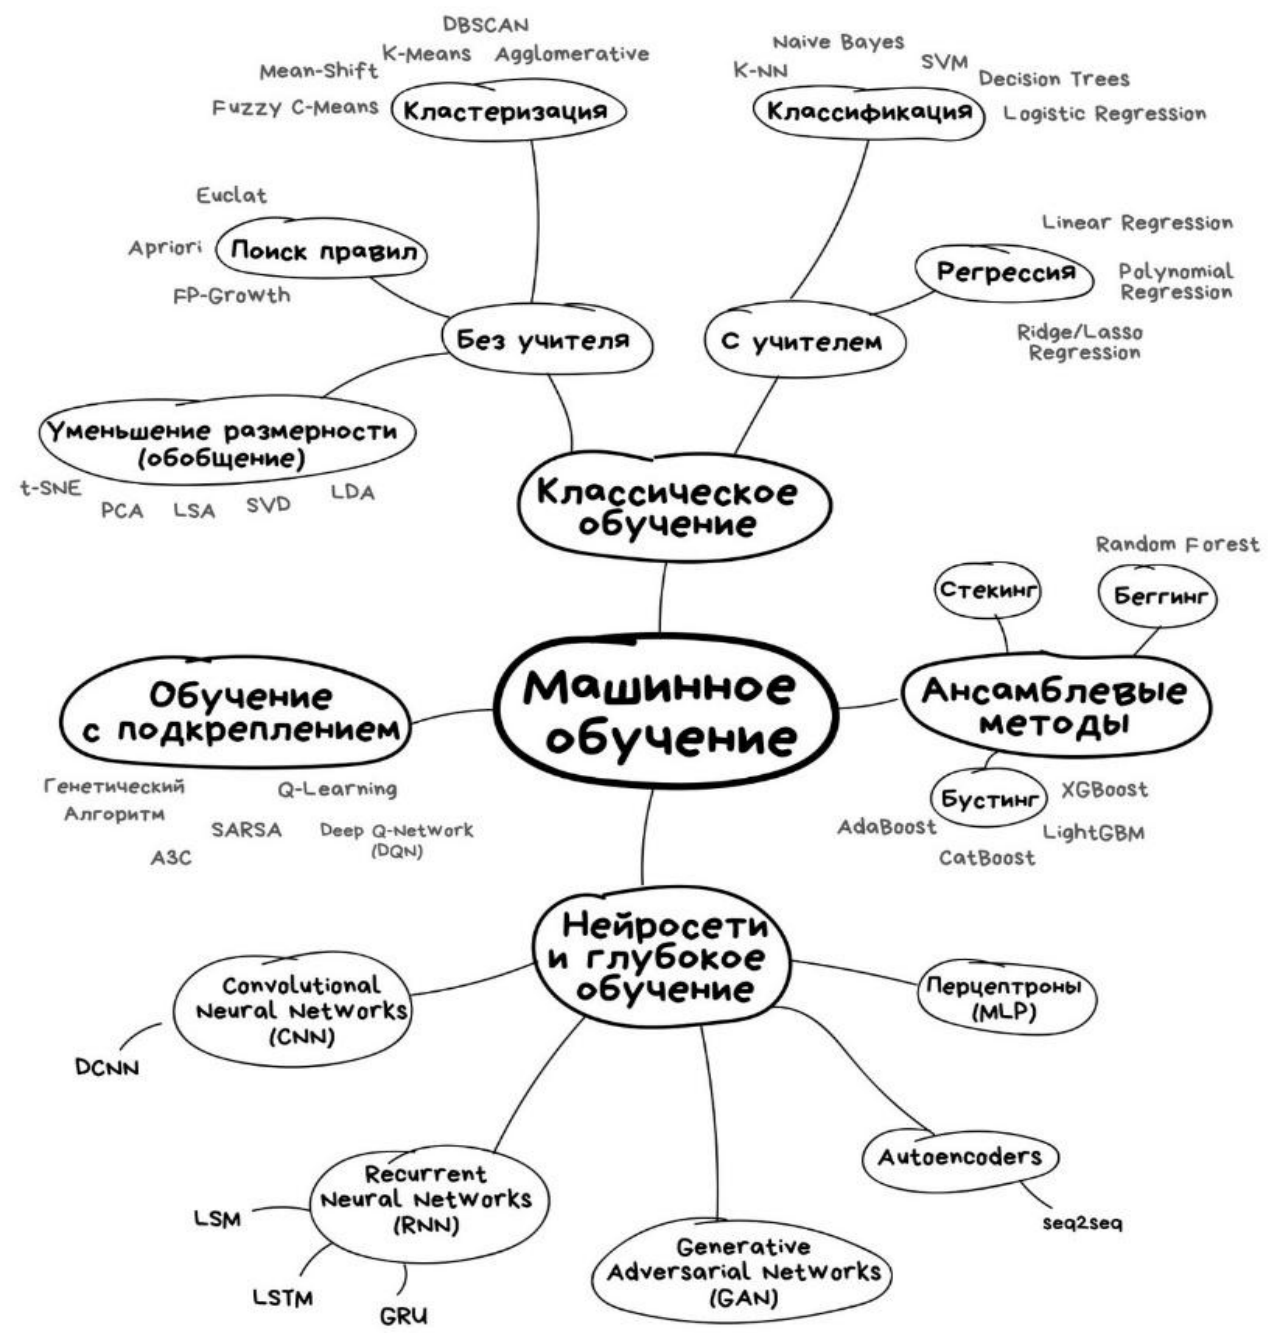 DBSCAN
K-Means
Agglomerative
Mean-Shift
Fuzzy C-Means
Кластеризация
Naive Bayes
K-NN
SVM
Decision Trees
Классификация
Logistic Regression
Euclat
Apriori
Поиск правил
FP-Growth
Linear Regression
Регрессия
Polynomial
Regression
Ridge/Lasso
Regression
Без учителя
С учителем
Уменьшение размерности
(обобщение)
t-SNE
PCA
LSA
SVD
LDA
Классическое
обучение
Random Forest
Стекинг
Беггинг
Машинное
обучение
Обучение
с подкреплением
Генетический
Алгоритм
Q-Learning
SARSA
Deep Q-Network
(DQN)
A3C
Ансамблевые
методы
Бустинг
XGBoost
AdaBoost
LightGBM
CatBoost
Нейросети
и глубокое
обучение
Convolutional
Neural Networks
(CNN)
DCNN
Перцептроны
(MLP)
Autoencoders
seq2seq
Recurrent
Neural Networks
(RNN)
LSM
LSTM
GRU
Generative
Adversarial Networks
(GAN)